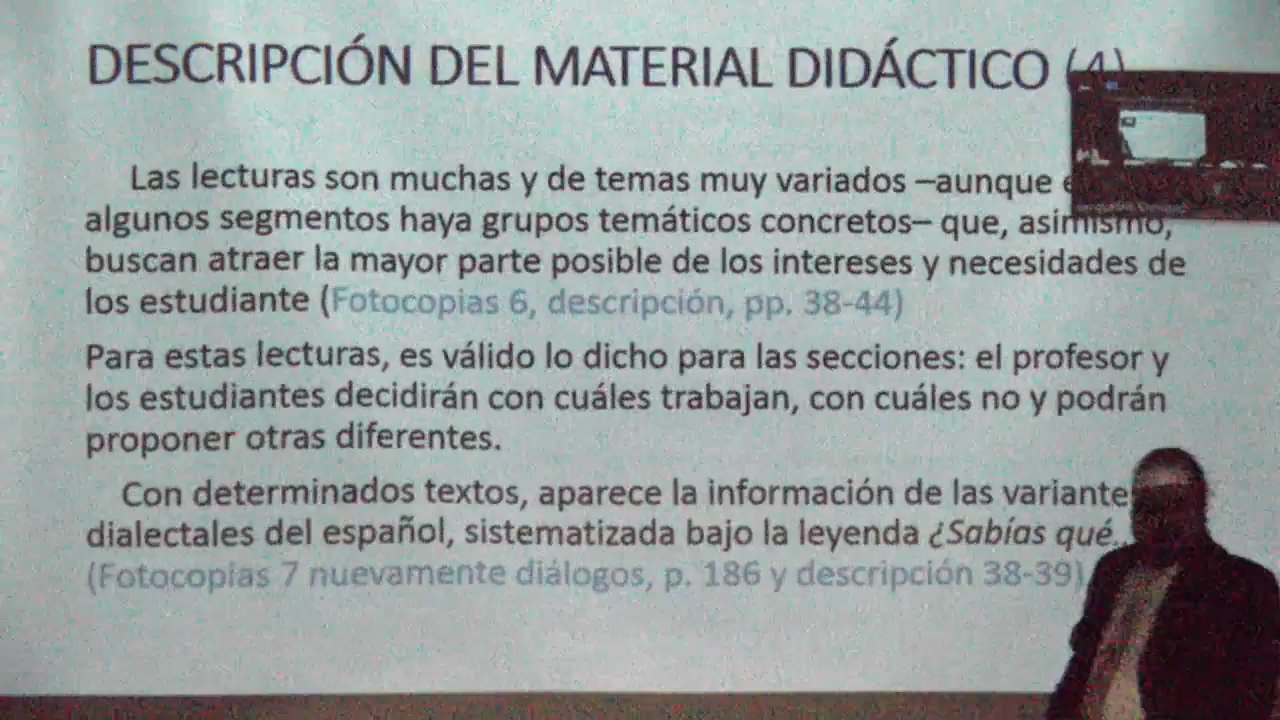 DESCRIPCIÓN DEL MATERIAL DIDÁCTICO (4)
Las lecturas son muchas y de temas muy variados –aunque
algunos segmentos haya grupos temáticos concretos– que, asimismo,
buscan atraer la mayor parte posible de los intereses y necesidades de
los estudiante (Fotocopias 6, descripción, pp. 38-44)
Para estas lecturas, es válido lo dicho para las secciones: el profesor y
los estudiantes decidirán con cuáles trabajan, con cuáles no y podrán
proponer otras diferentes.
Con determinados textos, aparece la información de las variante
dialectales del español, sistematizada bajo la leyenda ¿Sabías qué..
(Fotocopias 7 nuevamente diálogos, p. 186 y descripción 38-39)